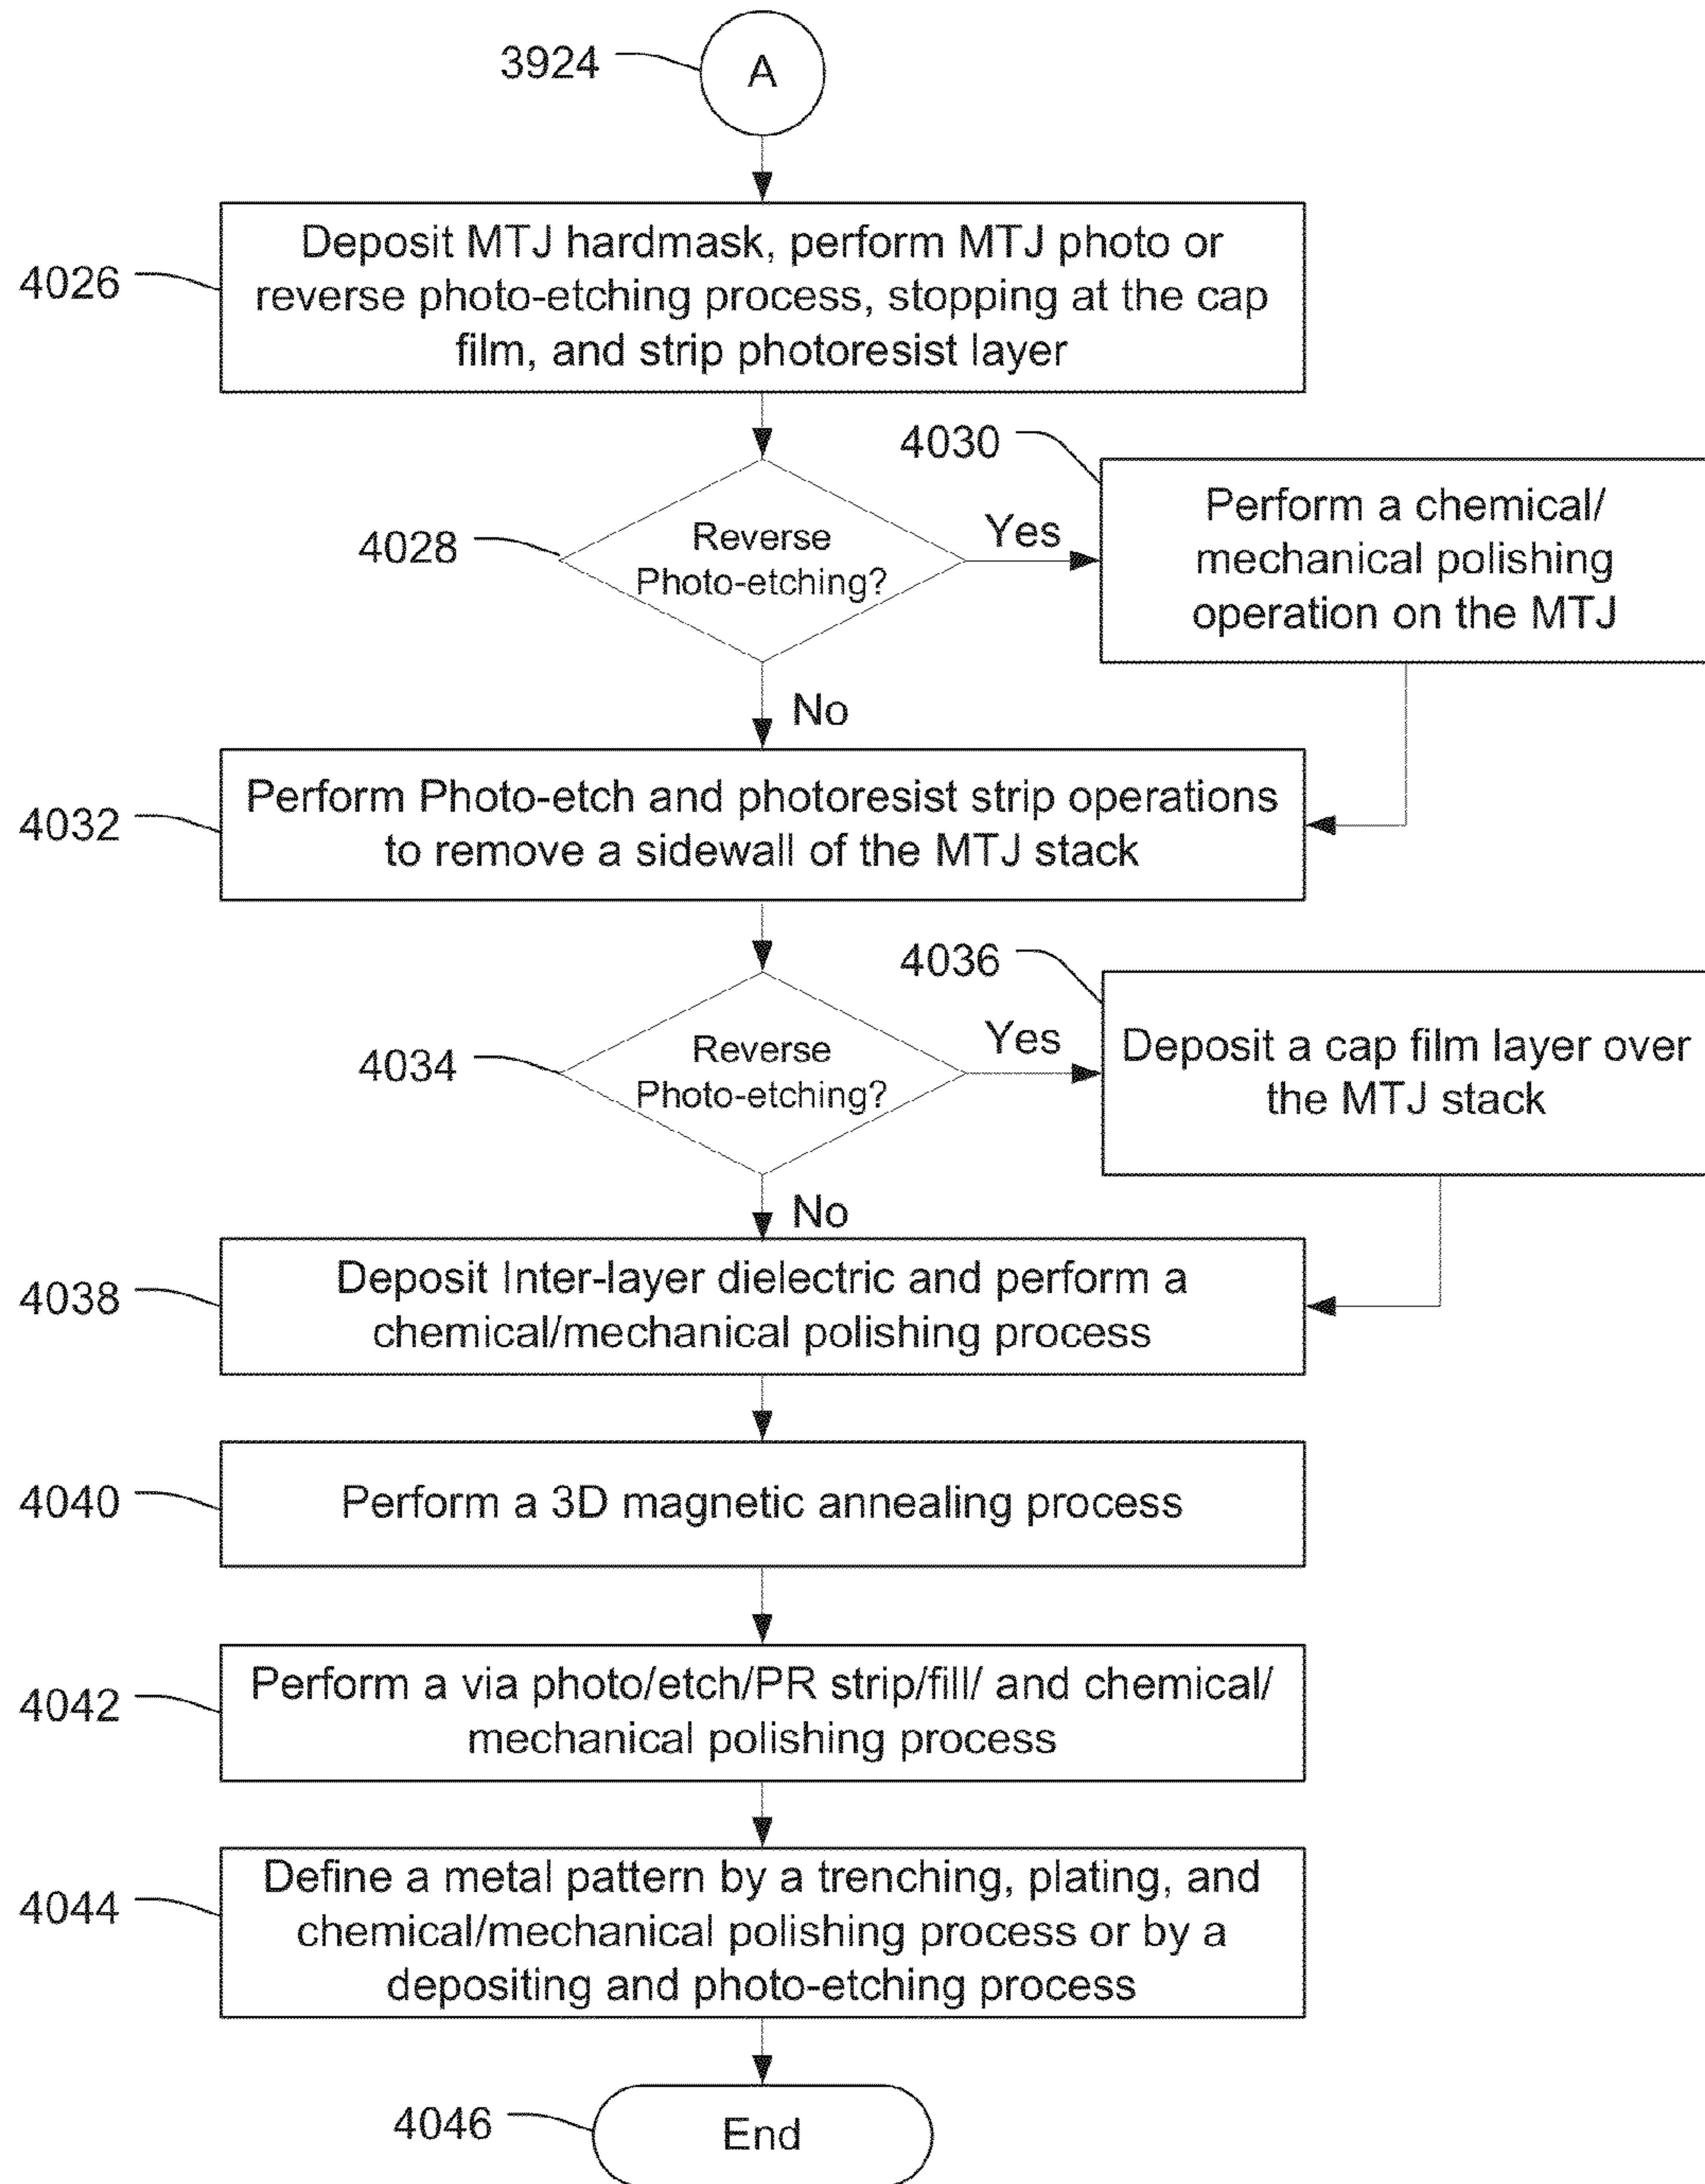 3924
A
4026
Deposit MTJ hardmask, perform MTJ photo or
reverse photo-etching process, stopping at the cap
film, and strip photoresist layer
4028
Reverse
Photo-etching?
Yes
4030
Perform a chemical/
mechanical polishing
operation on the MTJ
No
4032
Perform Photo-etch and photoresist strip operations
to remove a sidewall of the MTJ stack
4034
Reverse
Photo-etching?
Yes
4036
Deposit a cap film layer over
the MTJ stack
No
4038
Deposit Inter-layer dielectric and perform a
chemical/mechanical polishing process
4040
Perform a 3D magnetic annealing process
4042
Perform a via photo/etch/PR strip/fill/ and chemical/
mechanical polishing process
4044
Define a metal pattern by a trenching, plating, and
chemical/mechanical polishing process or by a
depositing and photo-etching process
4046
End